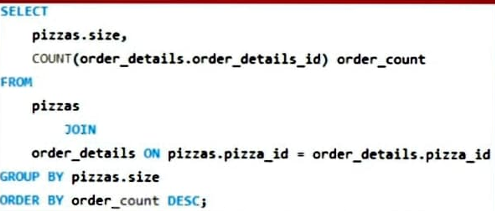 SELECT
pizzas.size,
COUNT(order_details.order_details_id) order_count
FROM
pizzas
JOIN
order_details ON pizzas.pizza_id = order_details.pizza_id
GROUP BY pizzas.size
ORDER BY order_count DESC;